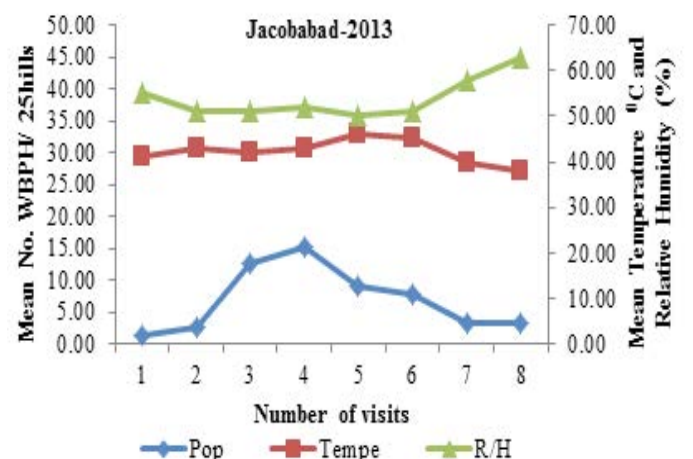 Jacobabad-2013
Mean No. WBPH/ 25hills
50.00
45.00
40.00
35.00
30.00
25.00
20.00
15.00
10.00
5.00
0.00
70.00
60.00
50.00
40.00
30.00
20.00
10.00
0.00
Mean Temperature ⁰C and
Relative Humidity (%)
1 2 3 4 5 6 7 8
Number of visits
Pop Tempe R/H